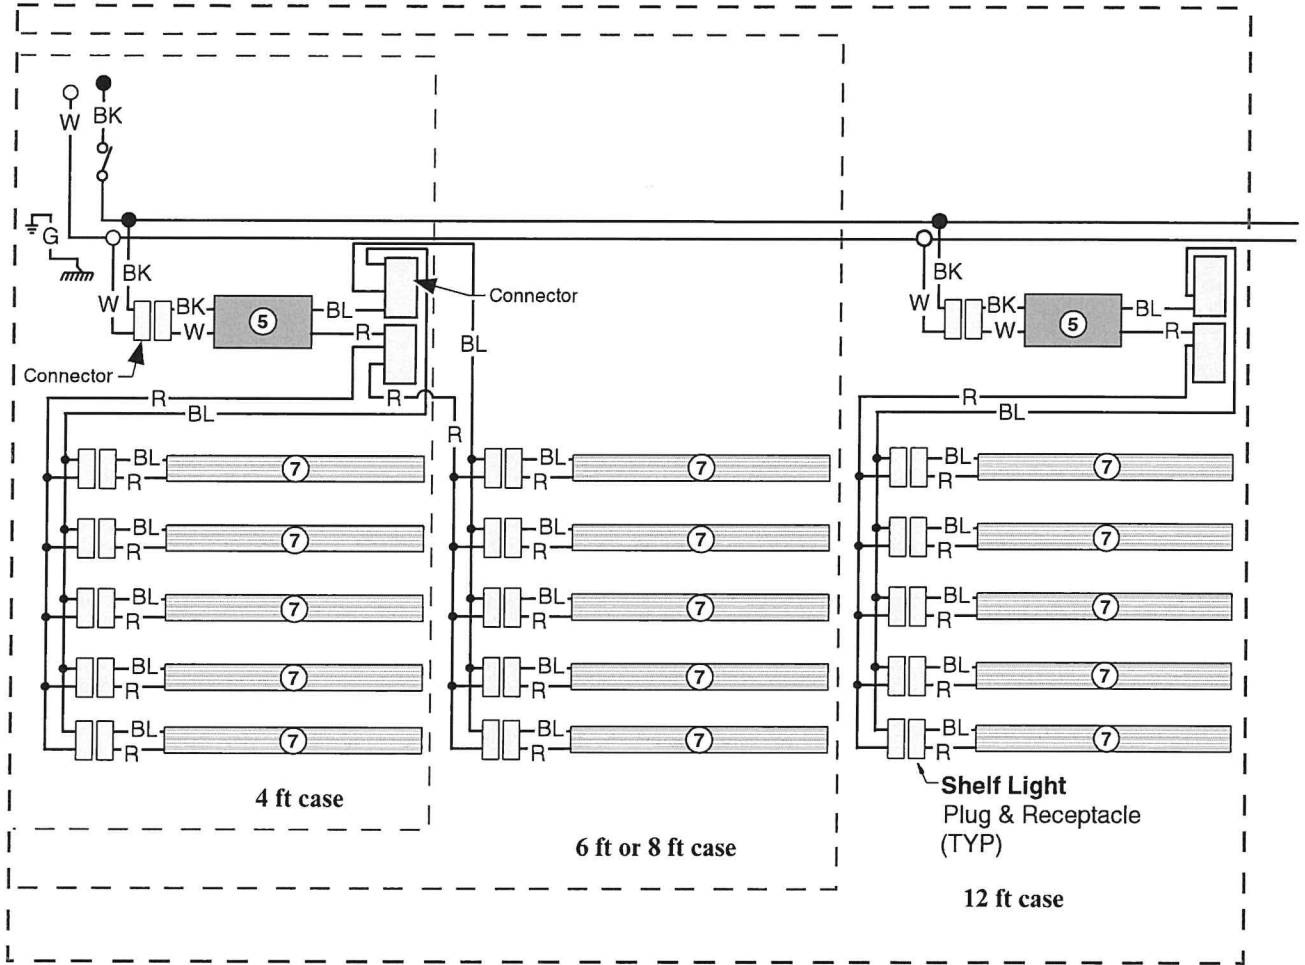 W
BK
G
BK
W
BK
W
5
BL
R
Connector
Connector
BL
R
BL
R
R
BK
W
BK
W
5
BL
R
R
BL
BL
R
7
BL
R
7
BL
R
7
BL
R
7
BL
R
7
BL
R
7
BL
R
7
BL
R
7
BL
R
7
BL
R
7
BL
R
7
BL
R
7
BL
R
7
BL
R
7
BL
R
7
4 ft case
6 ft or 8 ft case
Shelf Light
Plug & Receptacle
(TYP)
12 ft case